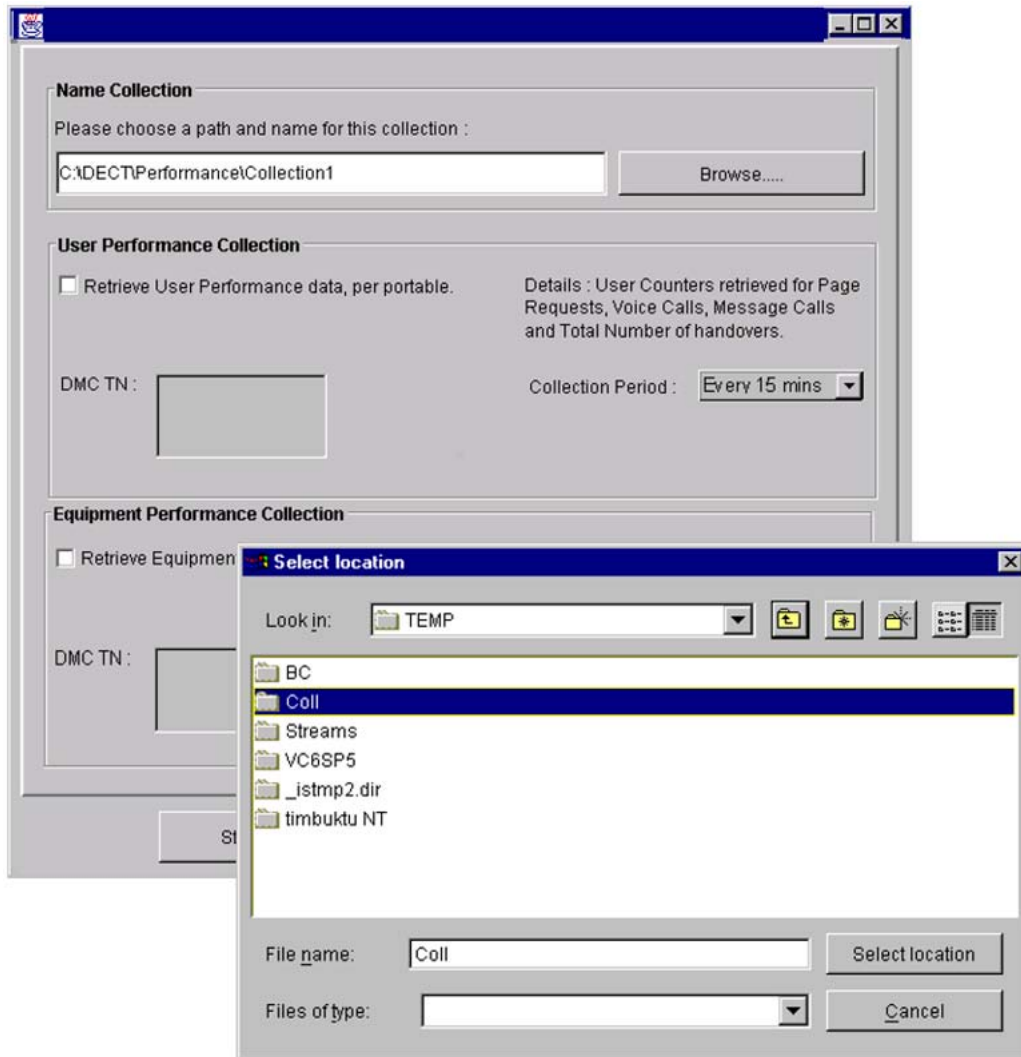 Name Collection
Please choose a path and name for this collection :
C:\DECT\Performance\Collection1
Browse.....
User Performance Collection
Retrieve User Performance data, per portable.
Details : User Counters retrieved for Page
Requests, Voice Calls, Message Calls
and Total Number of handovers.
DMC TN :
Collection Period :
Every 15 mins
Equipment Performance Collection
Retrieve
DMC TN :
Select location
Look in:
TEMP
BC
Coll
Streams
VC6SP5
_istmp2.dir
timbuktu NT
File name:
Coll
Select location
Files of type:
Cancel